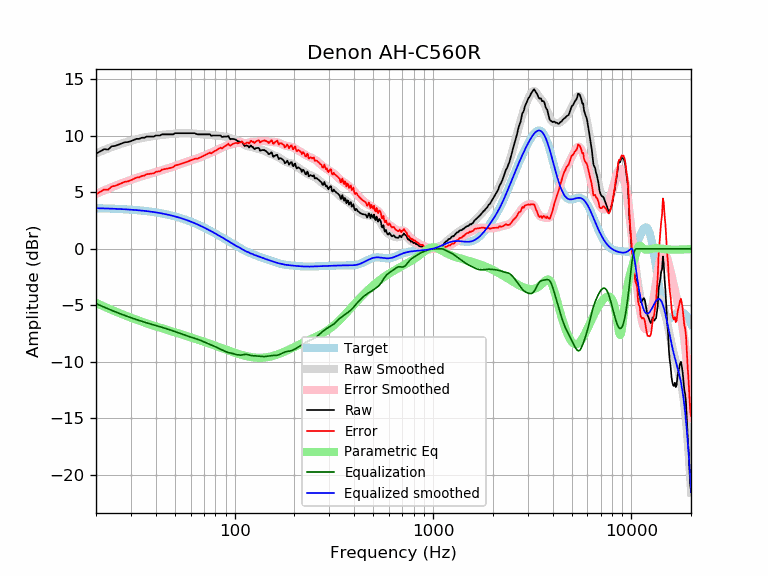 Denon AH-C560R
15
10
5
0
−5
−10
−15
−20
Amplitude (dBr)
Target
Raw Smoothed
Error Smoothed
Raw
Error
Parametric Eq
Equalization
Equalized smoothed
100
1000
10000
Frequency (Hz)